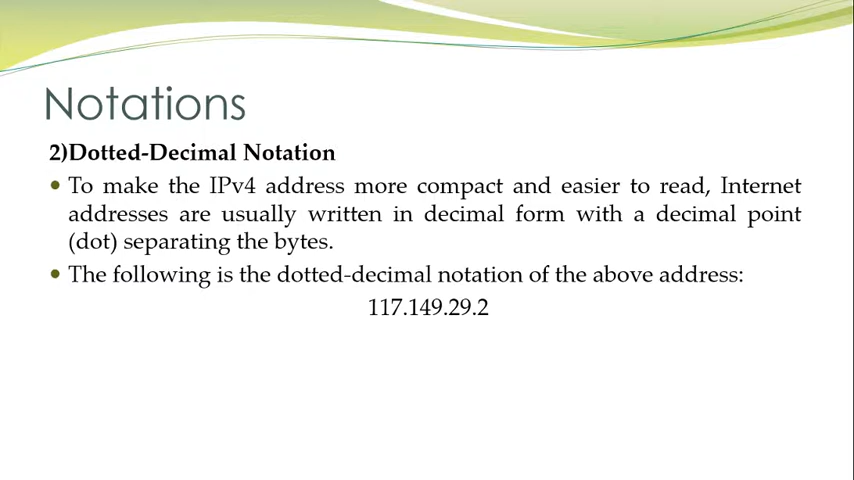 Notations
2)Dotted-Decimal Notation
• To make the IPv4 address more compact and easier to read, Internet
addresses are usually written in decimal form with a decimal point
(dot) separating the bytes.
• The following is the dotted-decimal notation of the above address:
117.149.29.2